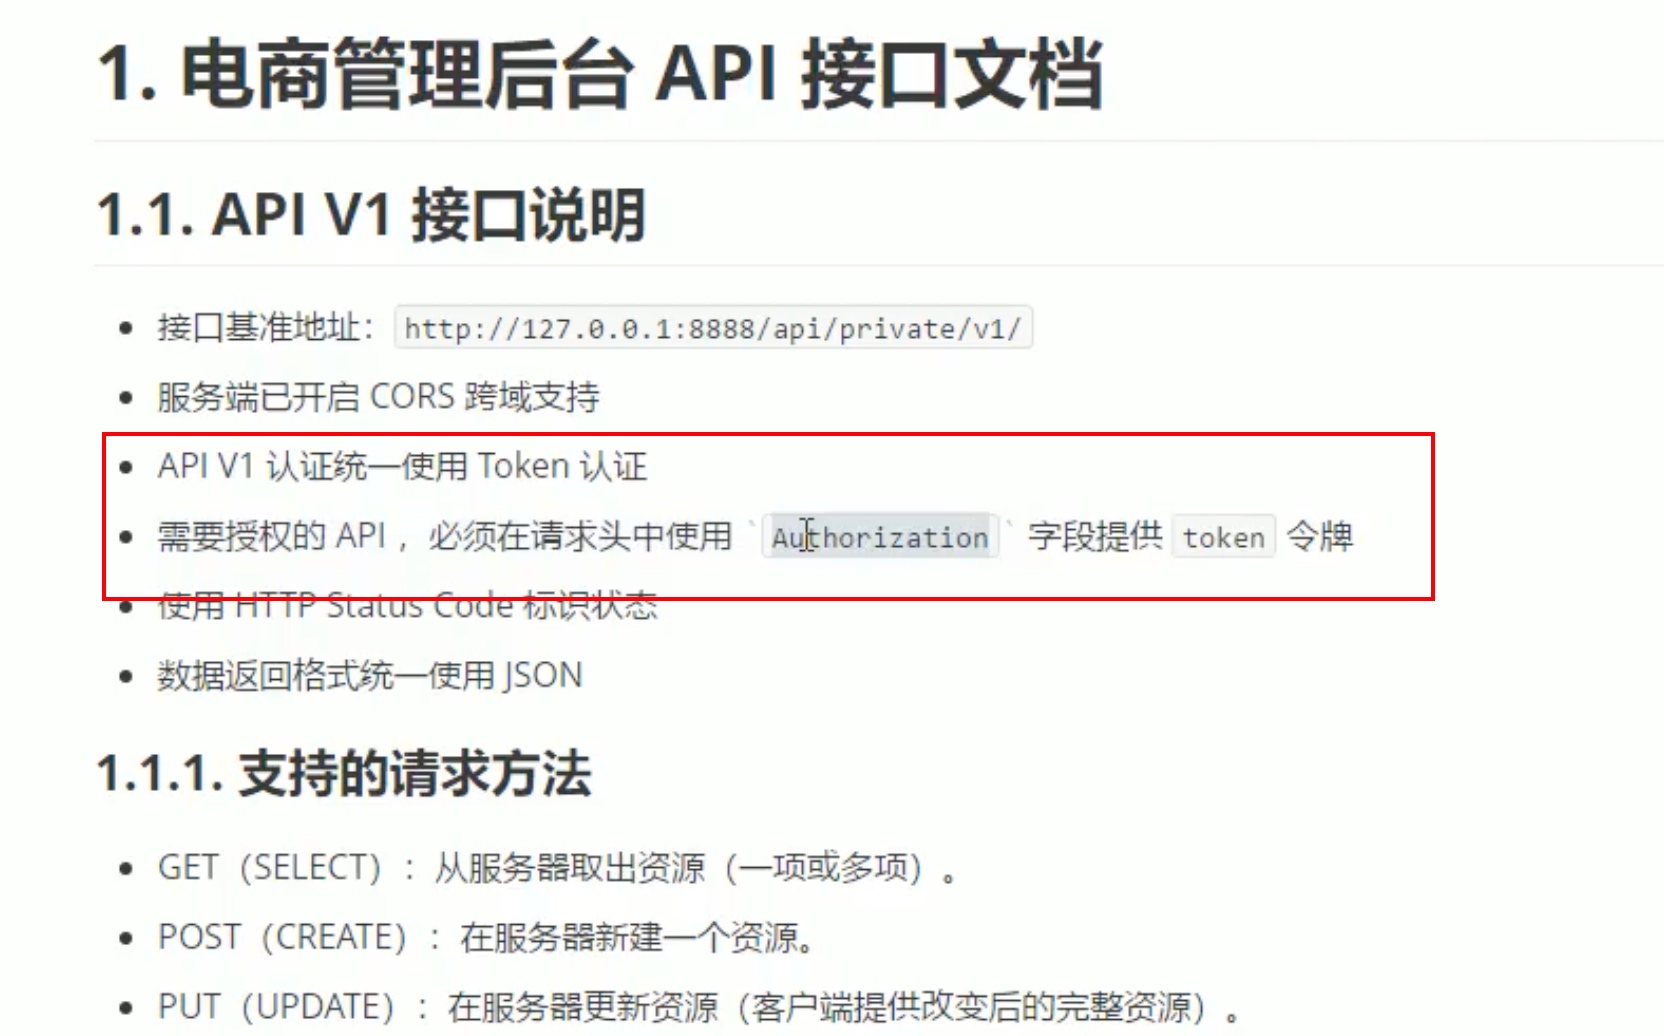 1. 电商管理后台 API 接口文档
1.1. API V1 接口说明
• 接口基准地址： http://127.0.0.1:8888/api/private/v1/
• 服务端已开启 CORS 跨域支持
• API V1 认证统一使用 Token 认证
• 需要授权的 API ，必须在请求头中使用 ` Authorization ` 字段提供 token 令牌
• 使用 HTTP Status Code 标识状态
• 数据返回格式统一使用 JSON
1.1.1. 支持的请求方法
• GET（SELECT）：从服务器取出资源（一项或多项）。
• POST（CREATE）：在服务器新建一个资源。
• PUT（UPDATE）：在服务器更新资源（客户端提供改变后的完整资源）。